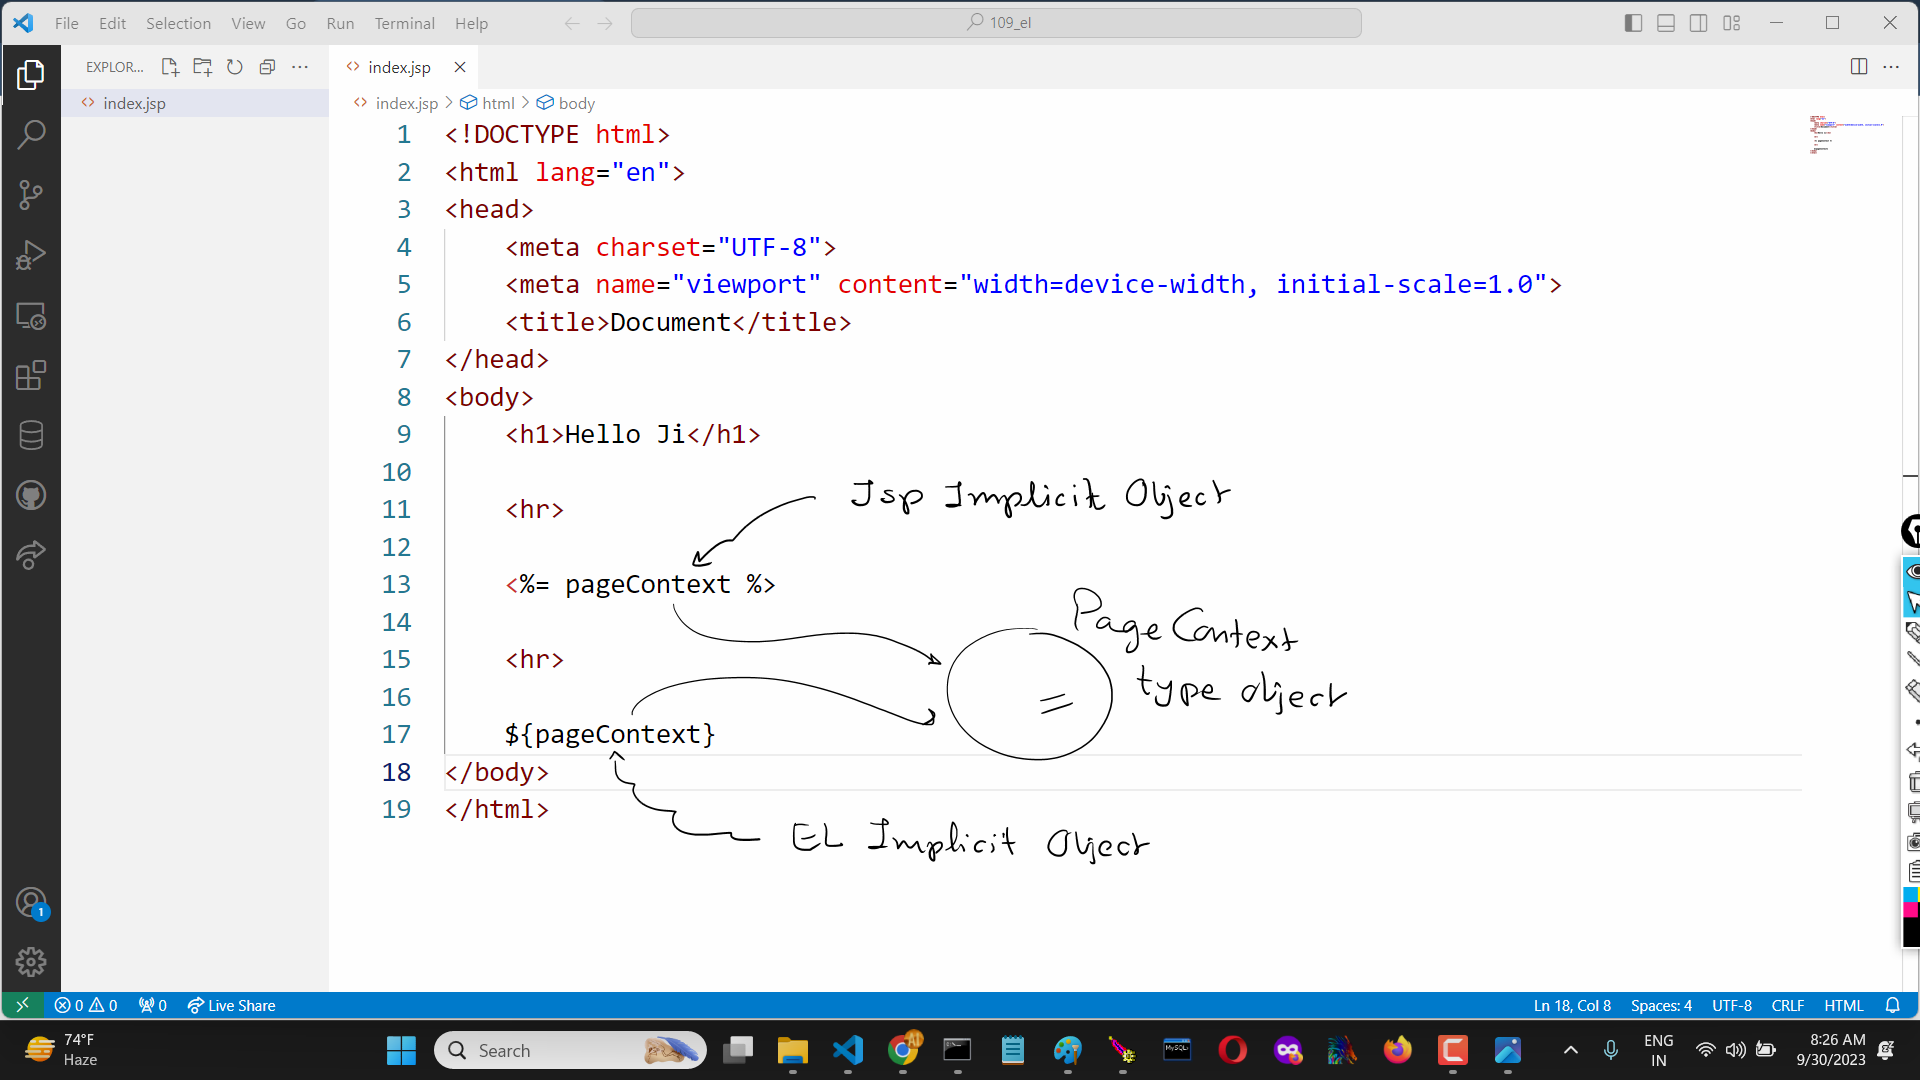 File Edit Selection View Go Run Terminal Help
109_el
EXPLOR...
index.jsp
index.jsp
index.jsp > html > body
1 <!DOCTYPE html>
2 <html lang="en">
3 <head>
4 <meta charset="UTF-8">
5 <meta name="viewport" content="width=device-width, initial-scale=1.0">
6 <title>Document</title>
7 </head>
8 <body>
9 <h1>Hello Ji</h1>
10
Jsp Implicit Object
11 <hr>
12
13 <%= pageContext %>
14
PageContext
15 <hr>
type object
16
17 ${pageContext}
18 </body>
19 </html>
EL Implicit Object
1
0 0 0 Live Share
Ln 18, Col 8 Spaces: 4 UTF-8 CRLF HTML
74°F
Haze
Search
MySQL
ENG
IN
8:26 AM
9/30/2023